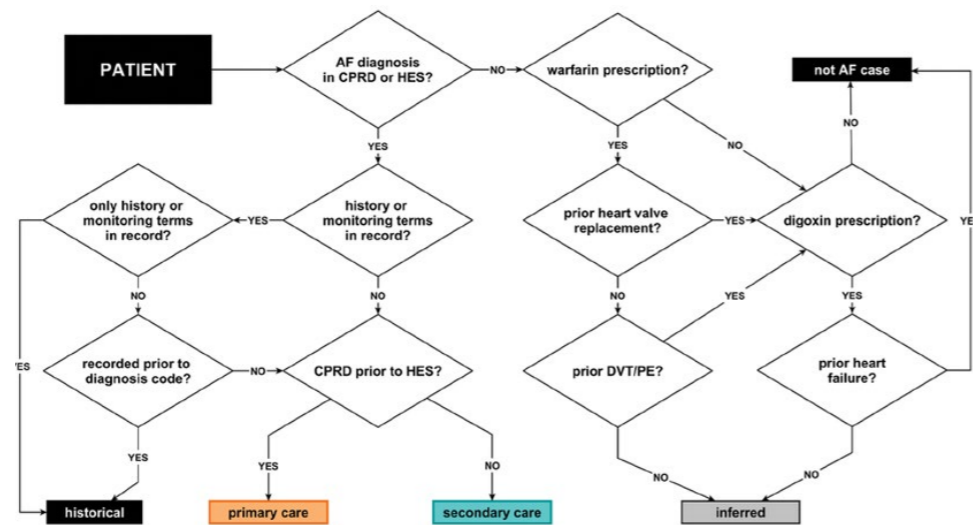 PATIENT
AF diagnosis
in CPRD or HES?
NO
warfarin prescription?
not AF case
YES
YES
NO
NO
only history or
monitoring terms
in record?
YES
history or
monitoring terms
in record?
prior heart valve
replacement?
YES
digoxin prescription?
NO
NO
NO
YES
YES
recorded prior to
diagnosis code?
NO
CPRD prior to HES?
prior DVT/PE?
prior heart
failure?
YES
YES
NO
NO
NO
historical
primary care
secondary care
inferred